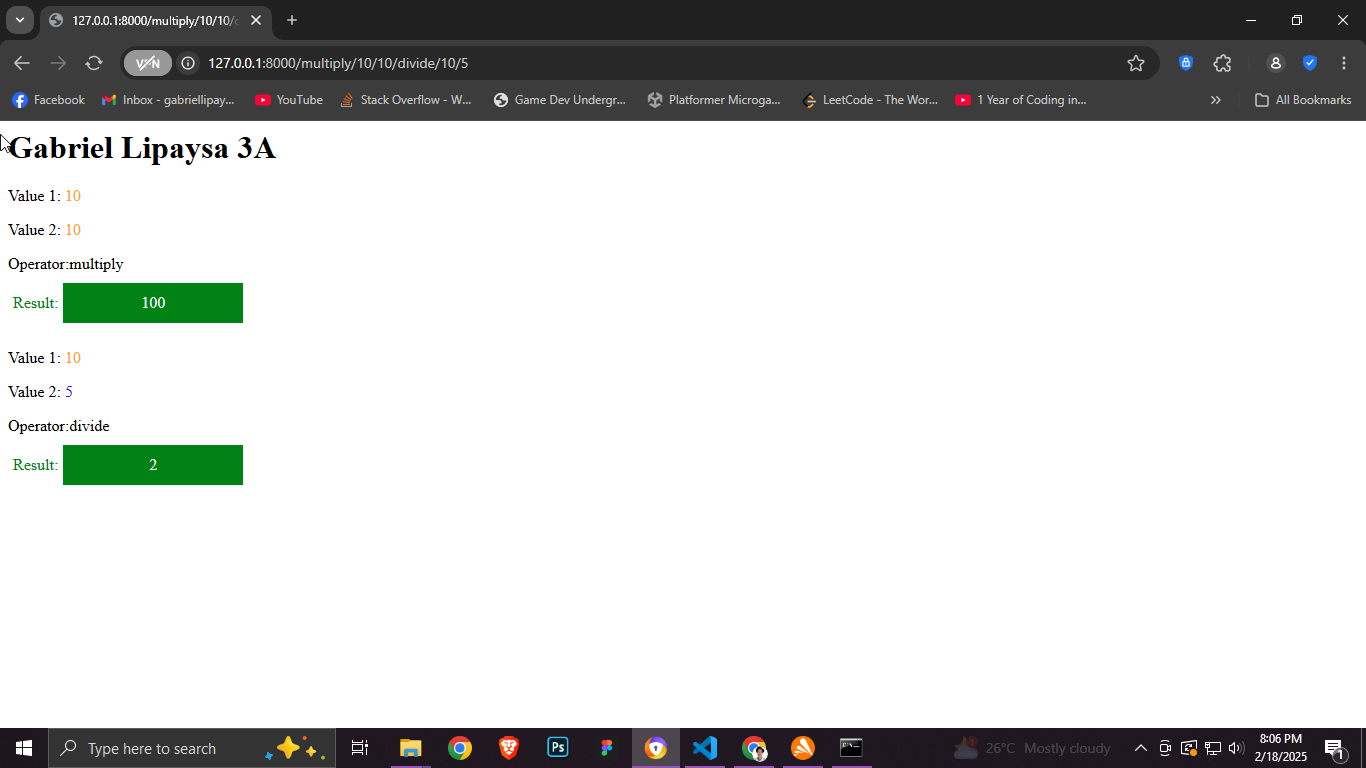 127.0.0.1:8000/multiply/10/10/d
VPN 127.0.0.1:8000/multiply/10/10/divide/10/5
Facebook Inbox - gabriellipay... YouTube Stack Overflow - W... Game Dev Undergr... Platformer Microga... LeetCode - The Wor... 1 Year of Coding in... All Bookmarks
Gabriel Lipaysa 3A
Value 1: 10
Value 2: 10
Operator:multiply
Result: 100
Value 1: 10
Value 2: 5
Operator:divide
Result: 2
Type here to search
Ps
26°C Mostly cloudy
8:06 PM
2/18/2025
1